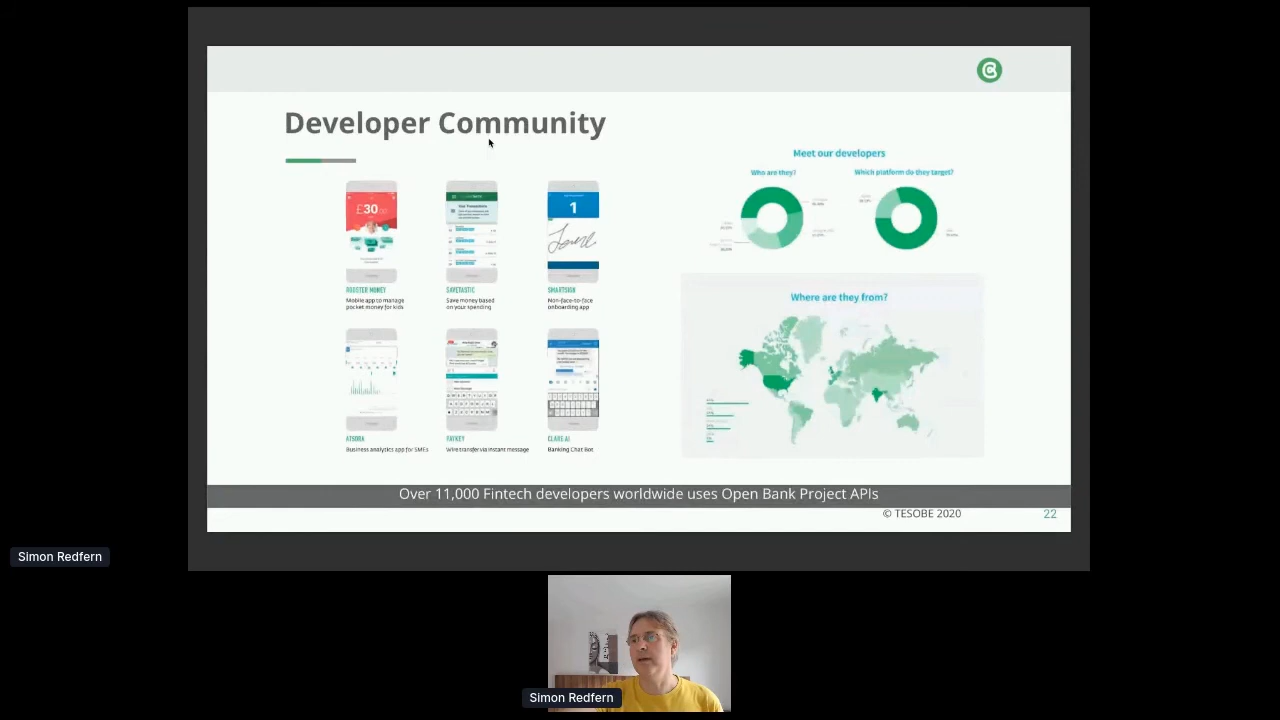 Developer Community
Meet our developers
Who are they?
Which platform do they target?
£30
1
ROOSTER MONEY
Mobile app to manage
pocket money for kids
SAVETASTIC
Save money based
on your spending
SMARTSIGN
Non-face-to-face
onboarding app
Where are they from?
ATSORA
Business analytics app for SMEs
PAYKEY
Wire transfer via instant message
CLARE.AI
Banking Chat Bot
Over 11,000 Fintech developers worldwide uses Open Bank Project APIs
© TESOBE 2020
22
Simon Redfern
Simon Redfern